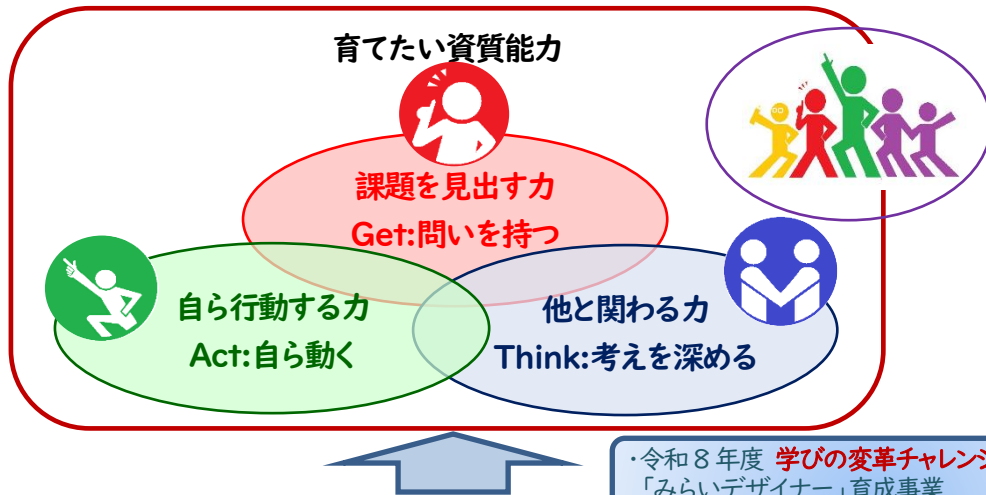 育てたい資質能力
課題を見出す力
Get:問いを持つ
自ら行動する力
Act:自ら動く
他と関わる力
Think:考えを深める
・令和8年度 学びの変革チャレンジ
「みらいデザイナー」育成事業